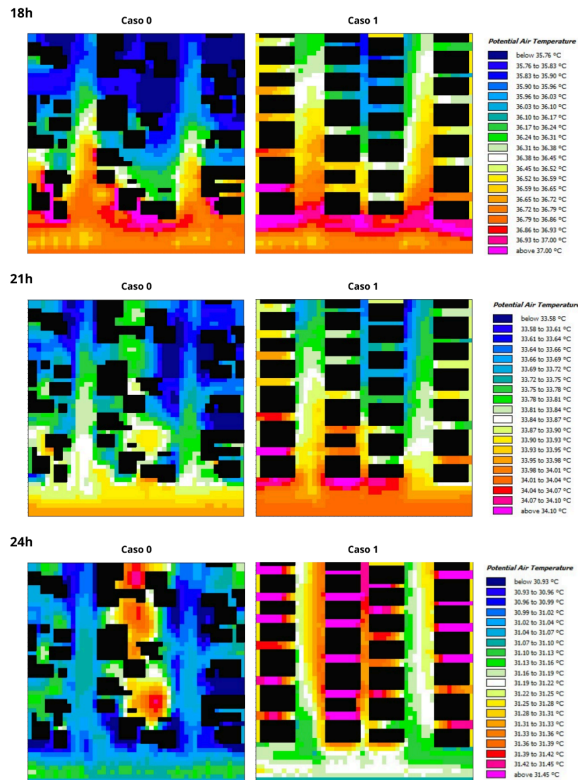 18h
Caso 0
Caso 1
Potential Air Temperature
below 35.76 °C
35.76 to 35.83 °C
35.83 to 35.90 °C
35.90 to 35.96 °C
35.96 to 36.03 °C
36.03 to 36.10 °C
36.10 to 36.17 °C
36.17 to 36.24 °C
36.24 to 36.31 °C
36.31 to 36.38 °C
36.38 to 36.45 °C
36.45 to 36.52 °C
36.52 to 36.59 °C
36.59 to 36.65 °C
36.65 to 36.72 °C
36.72 to 36.79 °C
36.79 to 36.86 °C
36.86 to 36.93 °C
36.93 to 37.00 °C
above 37.00 °C
21h
Caso 0
Caso 1
Potential Air Temperature
below 33.58 °C
33.58 to 33.61 °C
33.61 to 33.64 °C
33.64 to 33.66 °C
33.66 to 33.69 °C
33.69 to 33.72 °C
33.72 to 33.75 °C
33.75 to 33.78 °C
33.78 to 33.81 °C
33.81 to 33.84 °C
33.84 to 33.87 °C
33.87 to 33.90 °C
33.90 to 33.93 °C
33.93 to 33.95 °C
33.95 to 33.98 °C
33.98 to 34.01 °C
34.01 to 34.04 °C
34.04 to 34.07 °C
34.07 to 34.10 °C
above 34.10 °C
24h
Caso 0
Caso 1
Potential Air Temperature
below 30.93 °C
30.93 to 30.96 °C
30.96 to 30.99 °C
30.99 to 31.02 °C
31.02 to 31.04 °C
31.04 to 31.07 °C
31.07 to 31.10 °C
31.10 to 31.13 °C
31.13 to 31.16 °C
31.16 to 31.19 °C
31.19 to 31.22 °C
31.22 to 31.25 °C
31.25 to 31.28 °C
31.28 to 31.31 °C
31.31 to 31.33 °C
31.33 to 31.36 °C
31.36 to 31.39 °C
31.39 to 31.42 °C
31.42 to 31.45 °C
above 31.45 °C